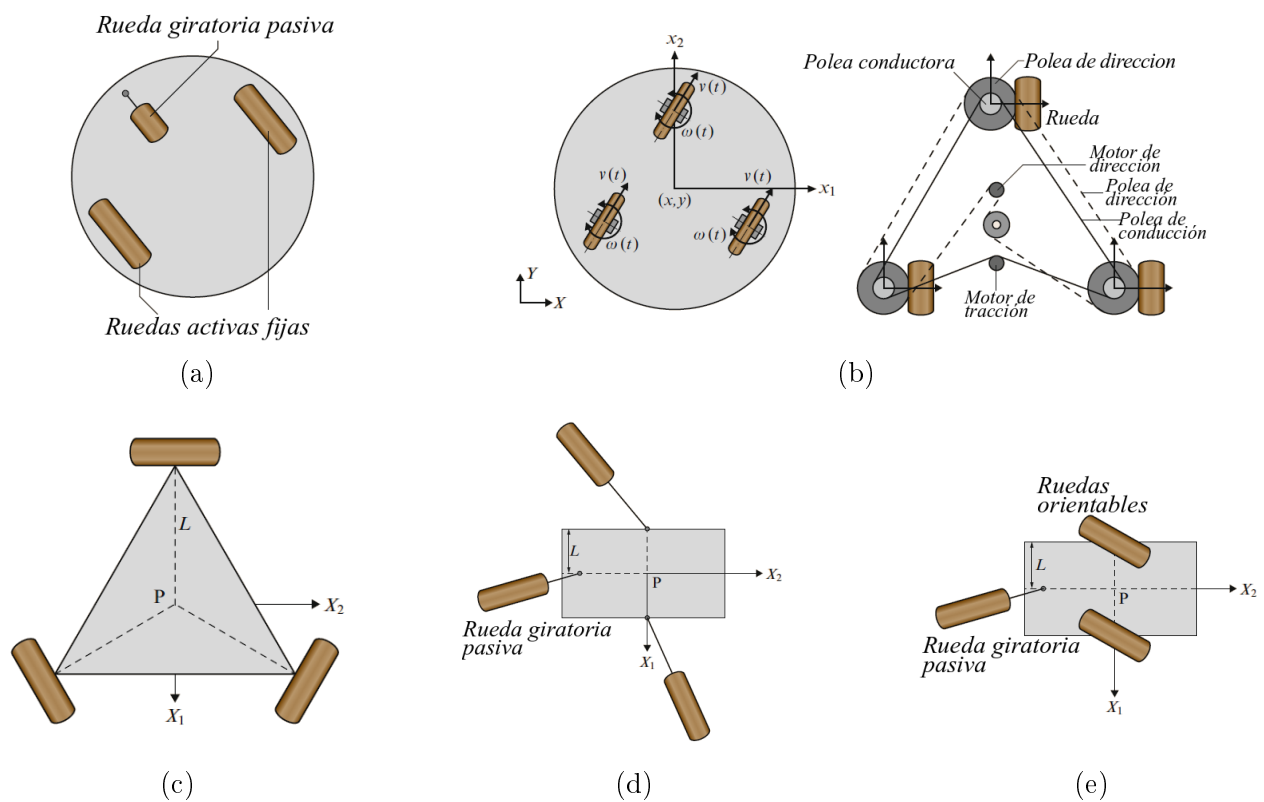 Rueda giratoria pasiva
Ruedas activas fijas
(a)
x2
v(t)
ω(t)
v(t)
v(t)
x1
(x,y)
ω(t)
ω(t)
Y
X
Polea conductora
Polea de direccion
Rueda
Motor de
dirección
Polea de
dirección
Polea de
conducción
Motor de
tracción
(b)
L
P
X2
X1
(c)
L
P
X2
Rueda giratoria
pasiva
X1
(d)
Ruedas
orientables
L
P
X2
Rueda giratoria
pasiva
X1
(e)